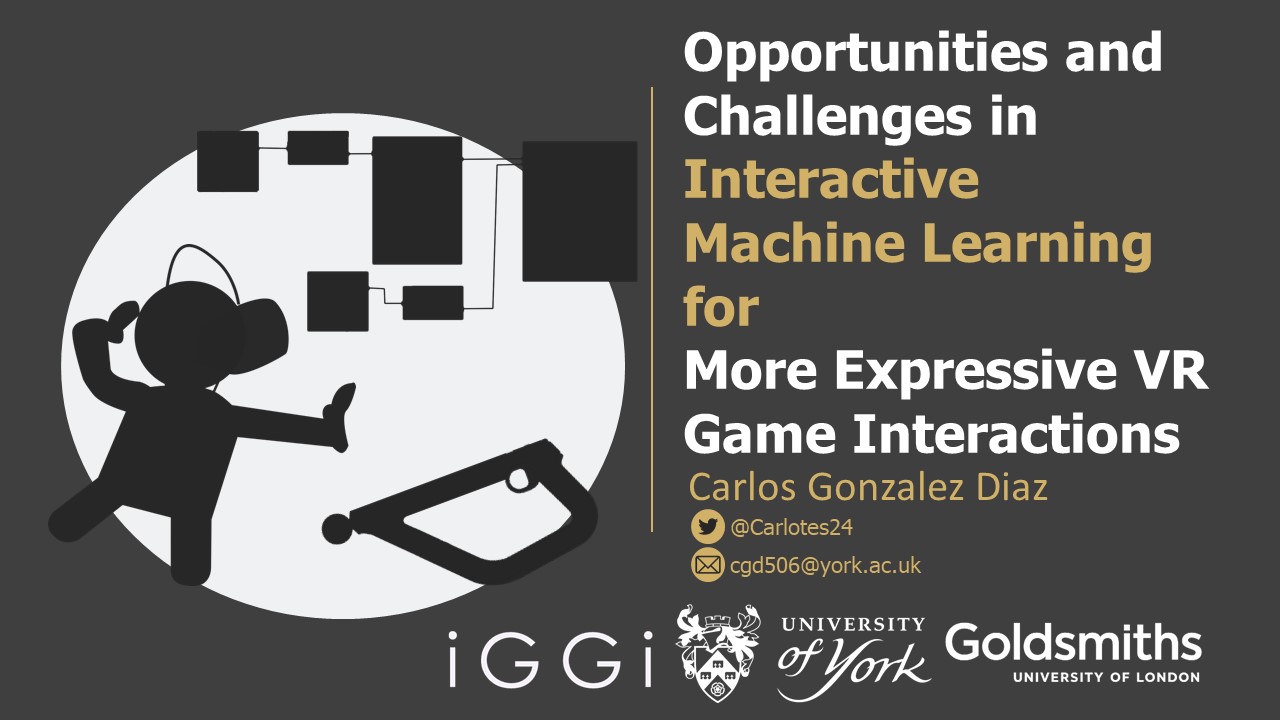 Opportunities and
Challenges in
Interactive
Machine Learning
for
More Expressive VR
Game Interactions
Carlos Gonzalez Diaz
@Carlotes24
cgd506@york.ac.uk
iGGi
UNIVERSITY
of York
Goldsmiths
UNIVERSITY OF LONDON